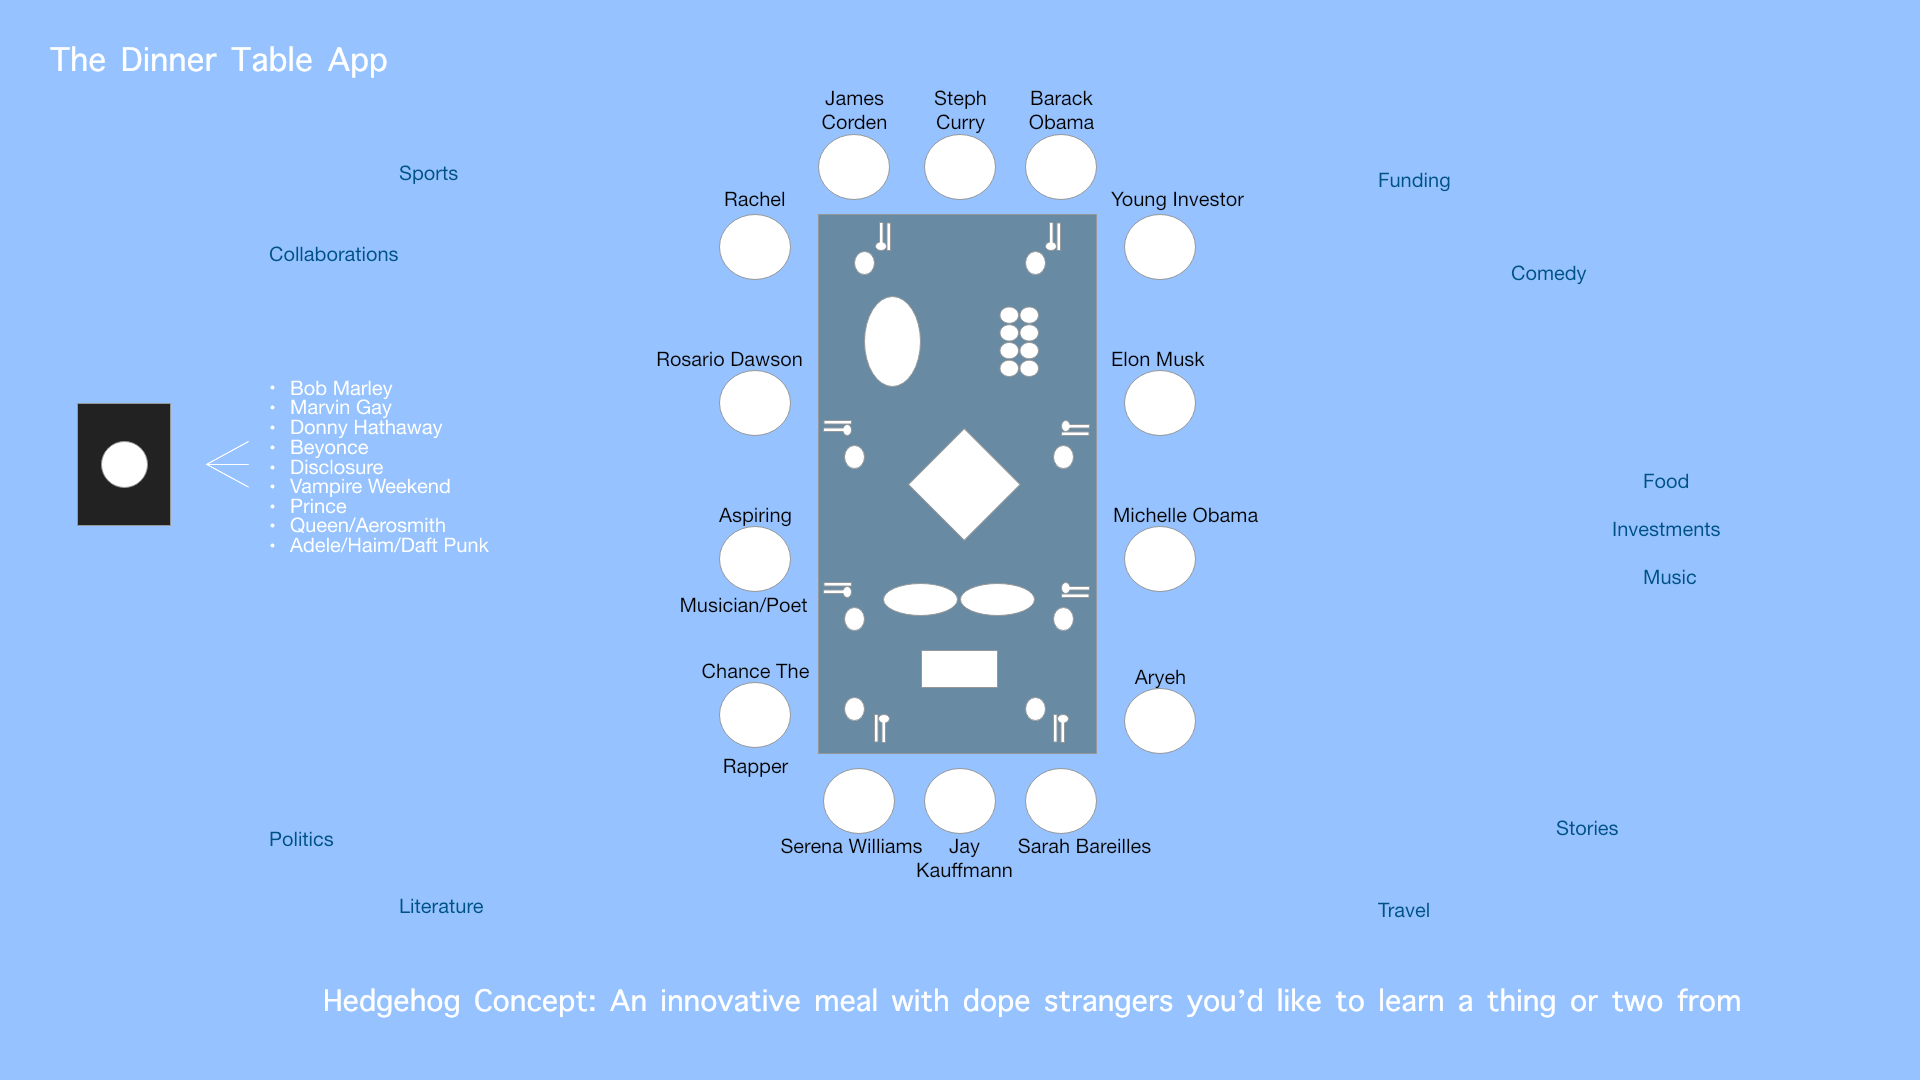 The Dinner Table App
James
Corden
Steph
Curry
Barack
Obama
Sports
Funding
Rachel
Young Investor
Collaborations
Comedy
Rosario Dawson
Elon Musk
• Bob Marley
• Marvin Gay
• Donny Hathaway
• Beyonce
• Disclosure
• Vampire Weekend
• Prince
• Queen/Aerosmith
• Adele/Haim/Daft Punk
Food
Investments
Music
Aspiring
Musician/Poet
Michelle Obama
Chance The
Rapper
Aryeh
Serena Williams
Jay
Kauffmann
Sarah Bareilles
Politics
Literature
Stories
Travel
Hedgehog Concept: An innovative meal with dope strangers you’d like to learn a thing or two from